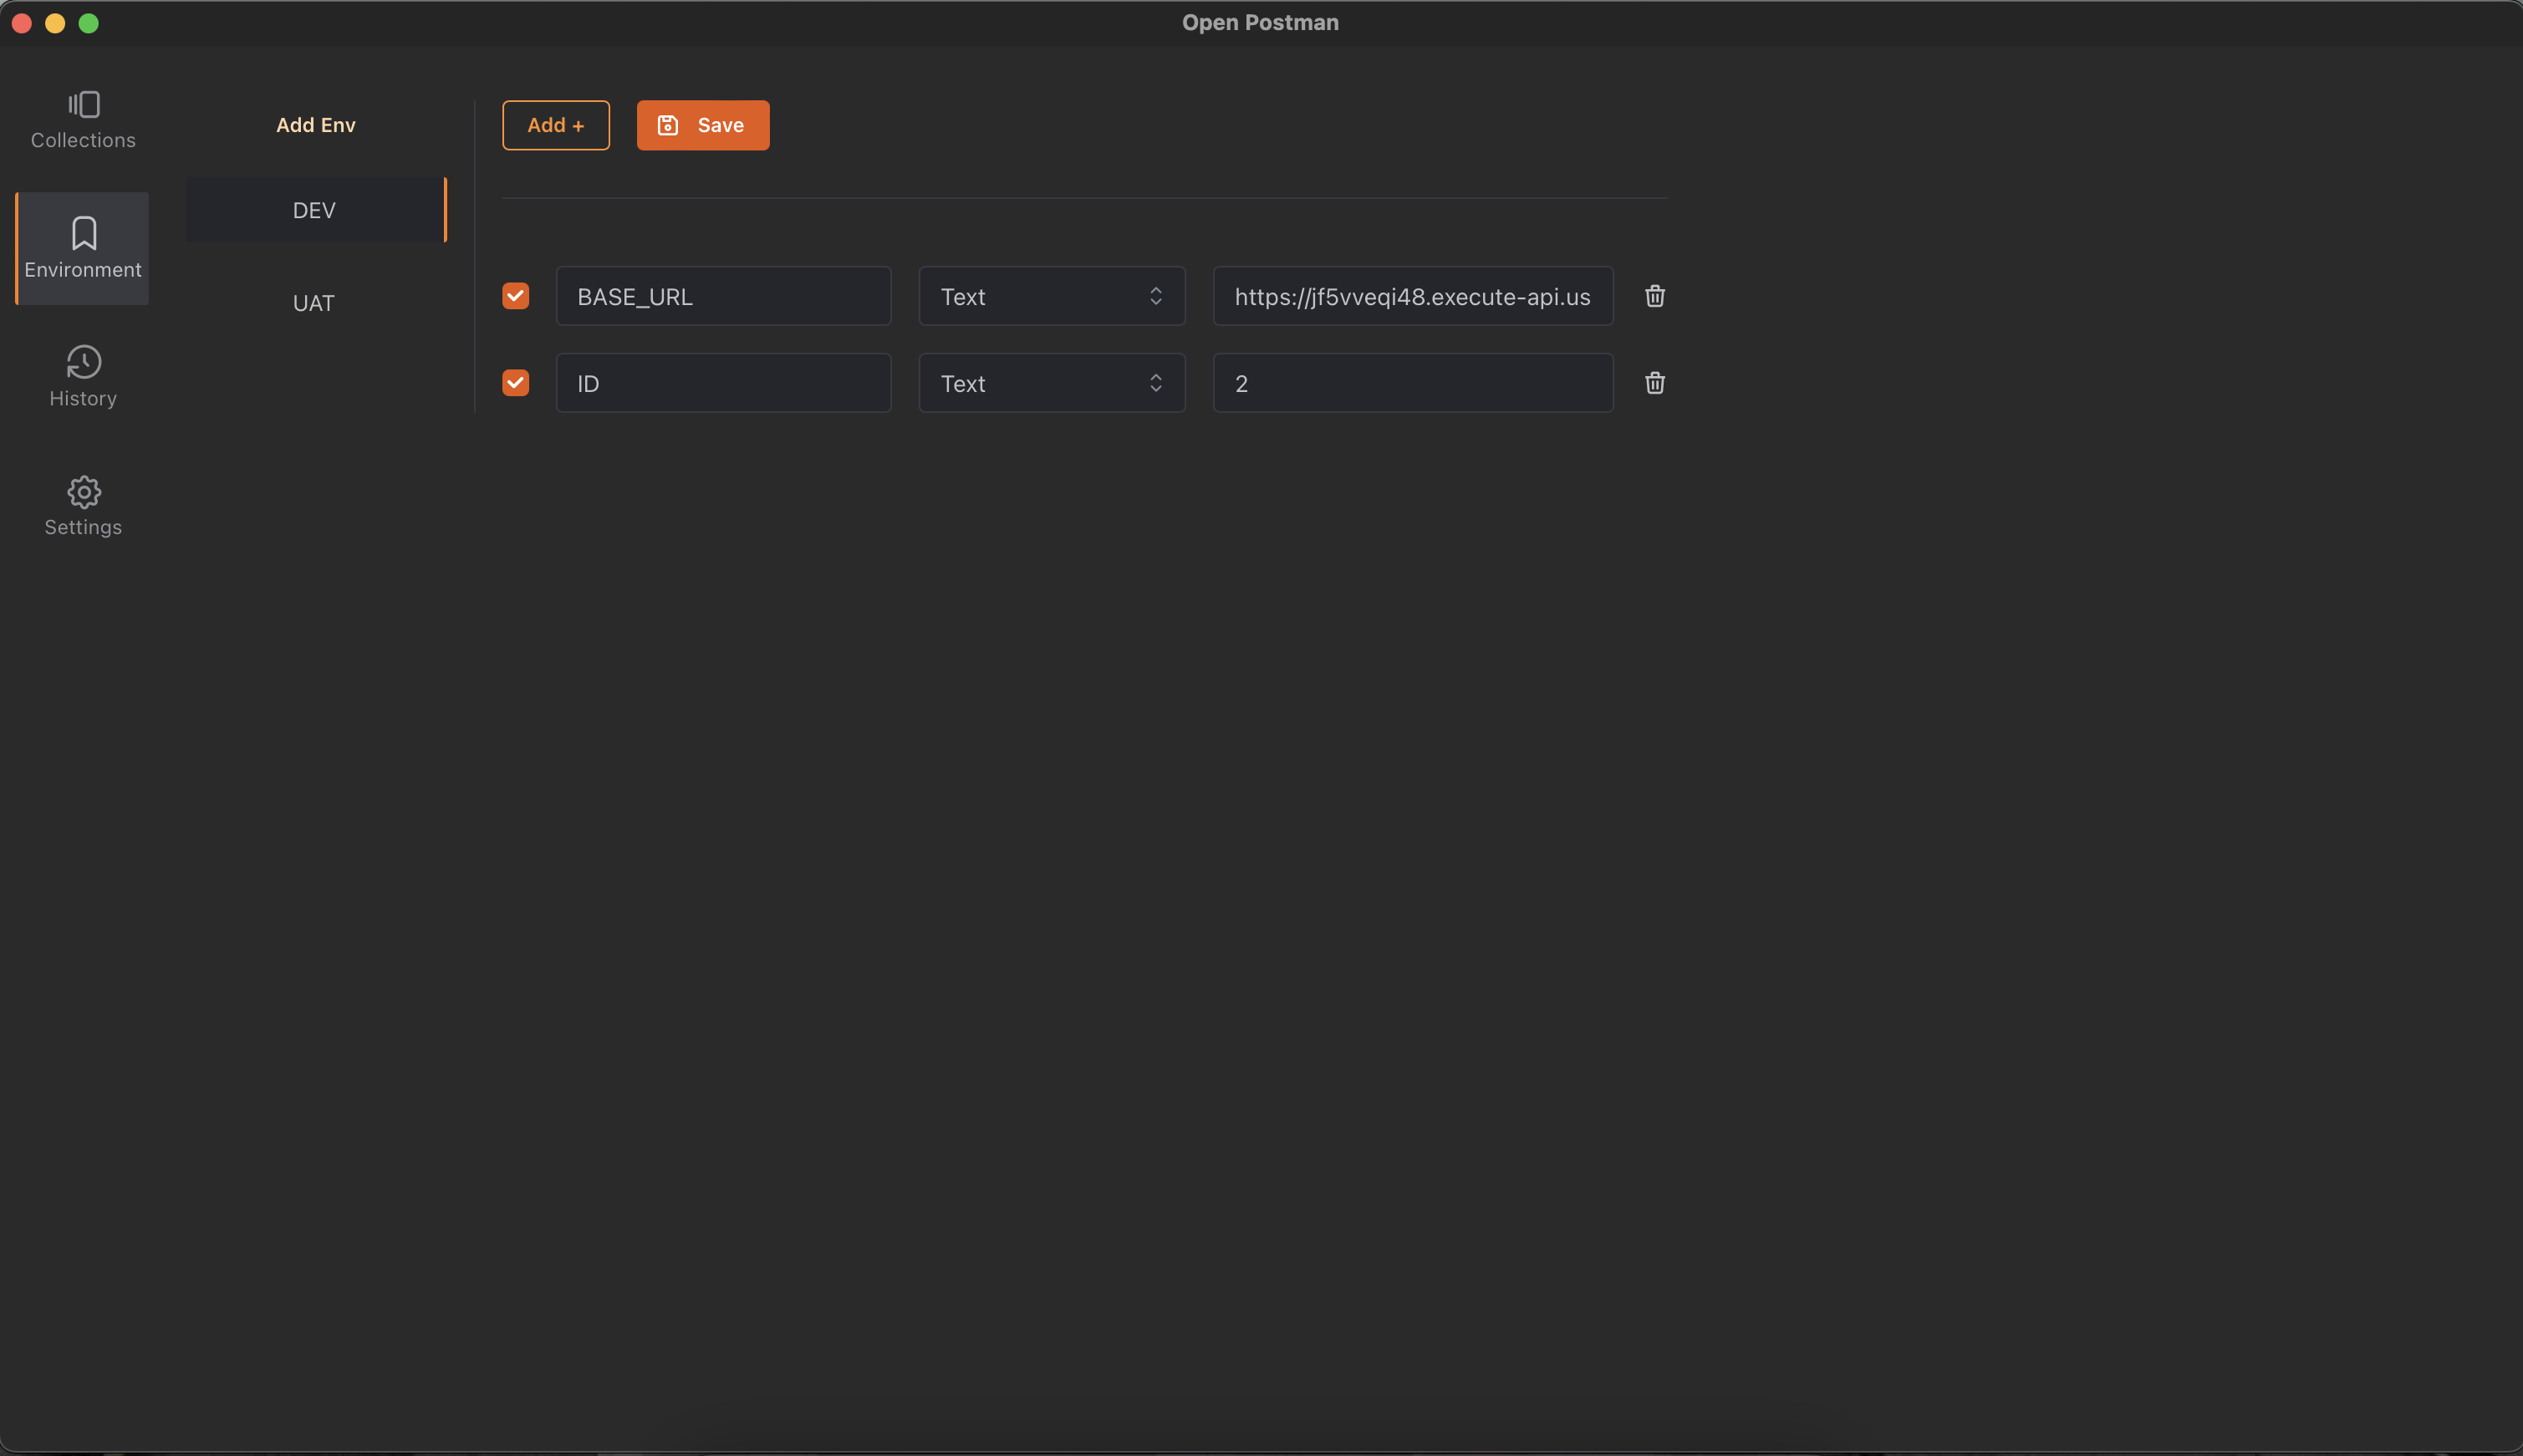 Open Postman
Collections
Environment
History
Settings
Add Env
DEV
UAT
Add + Save
BASE_URL Text https://jf5vveqi48.execute-api.us
ID Text 2